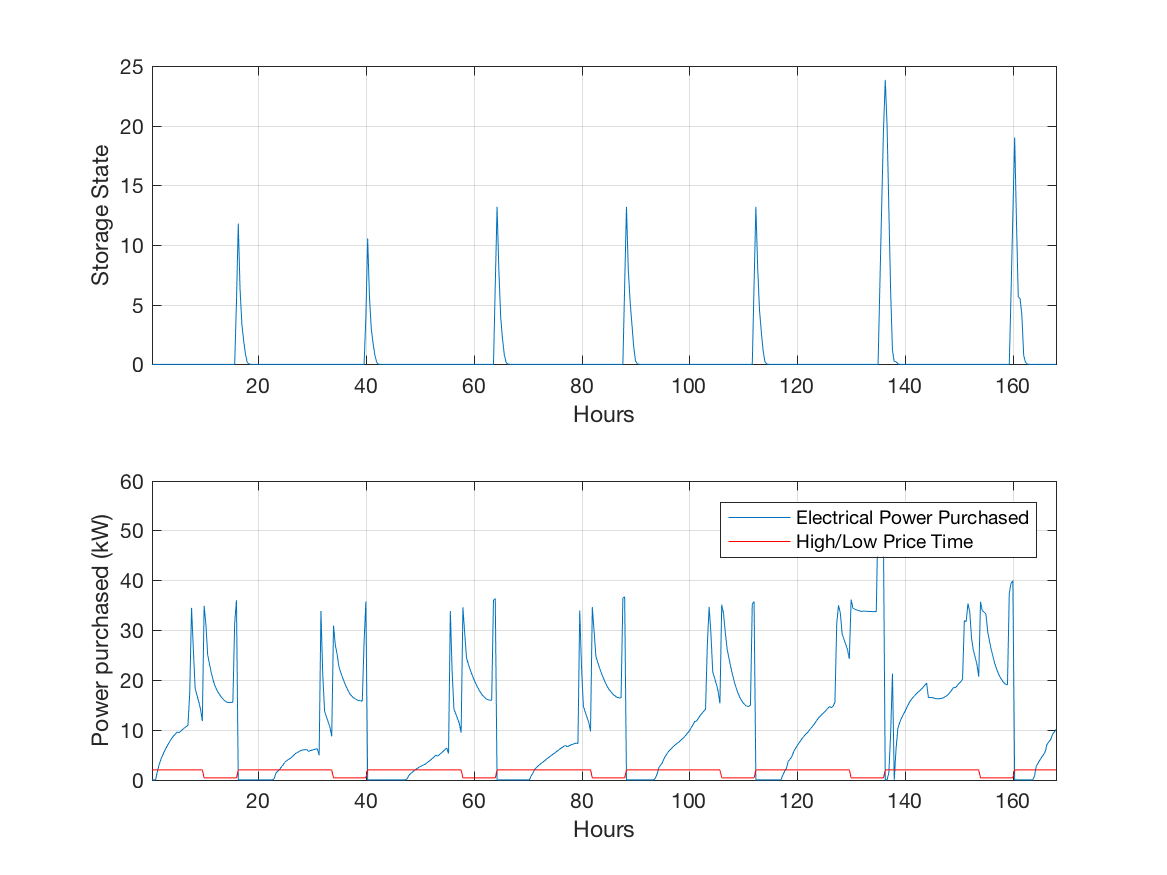 25
20
15
10
5
0
Storage State
20 40 60 80 100 120 140 160
Hours
60
50
40
30
20
10
0
Power purchased (kW)
Electrical Power Purchased
High/Low Price Time
20 40 60 80 100 120 140 160
Hours